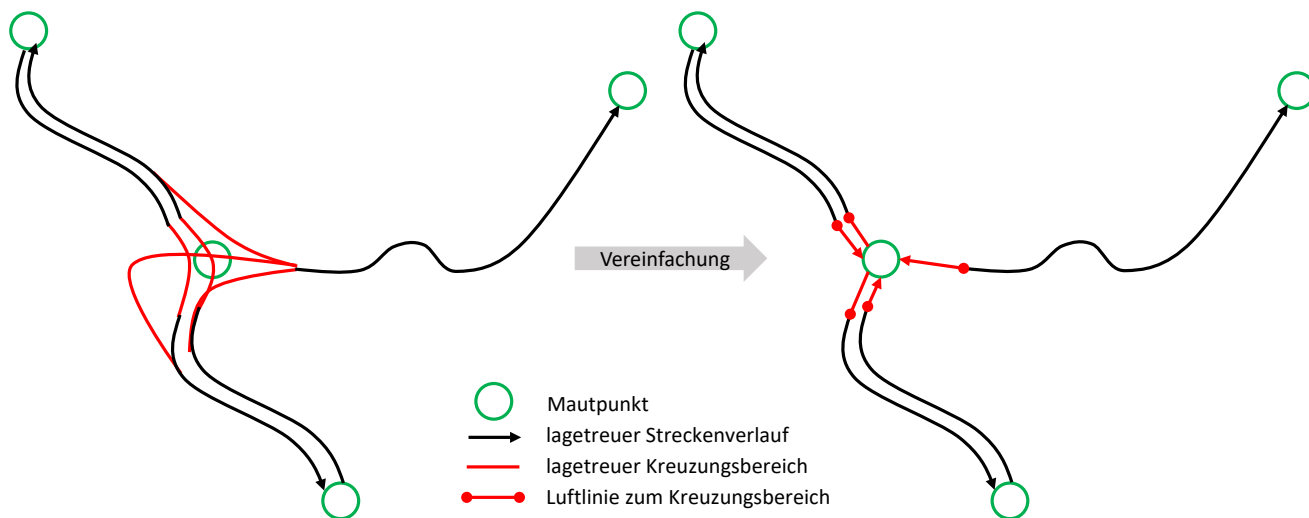 Vereinfachung
Mautpunkt
lagetreuer Streckenverlauf
lagetreuer Kreuzungsbereich
Luftlinie zum Kreuzungsbereich